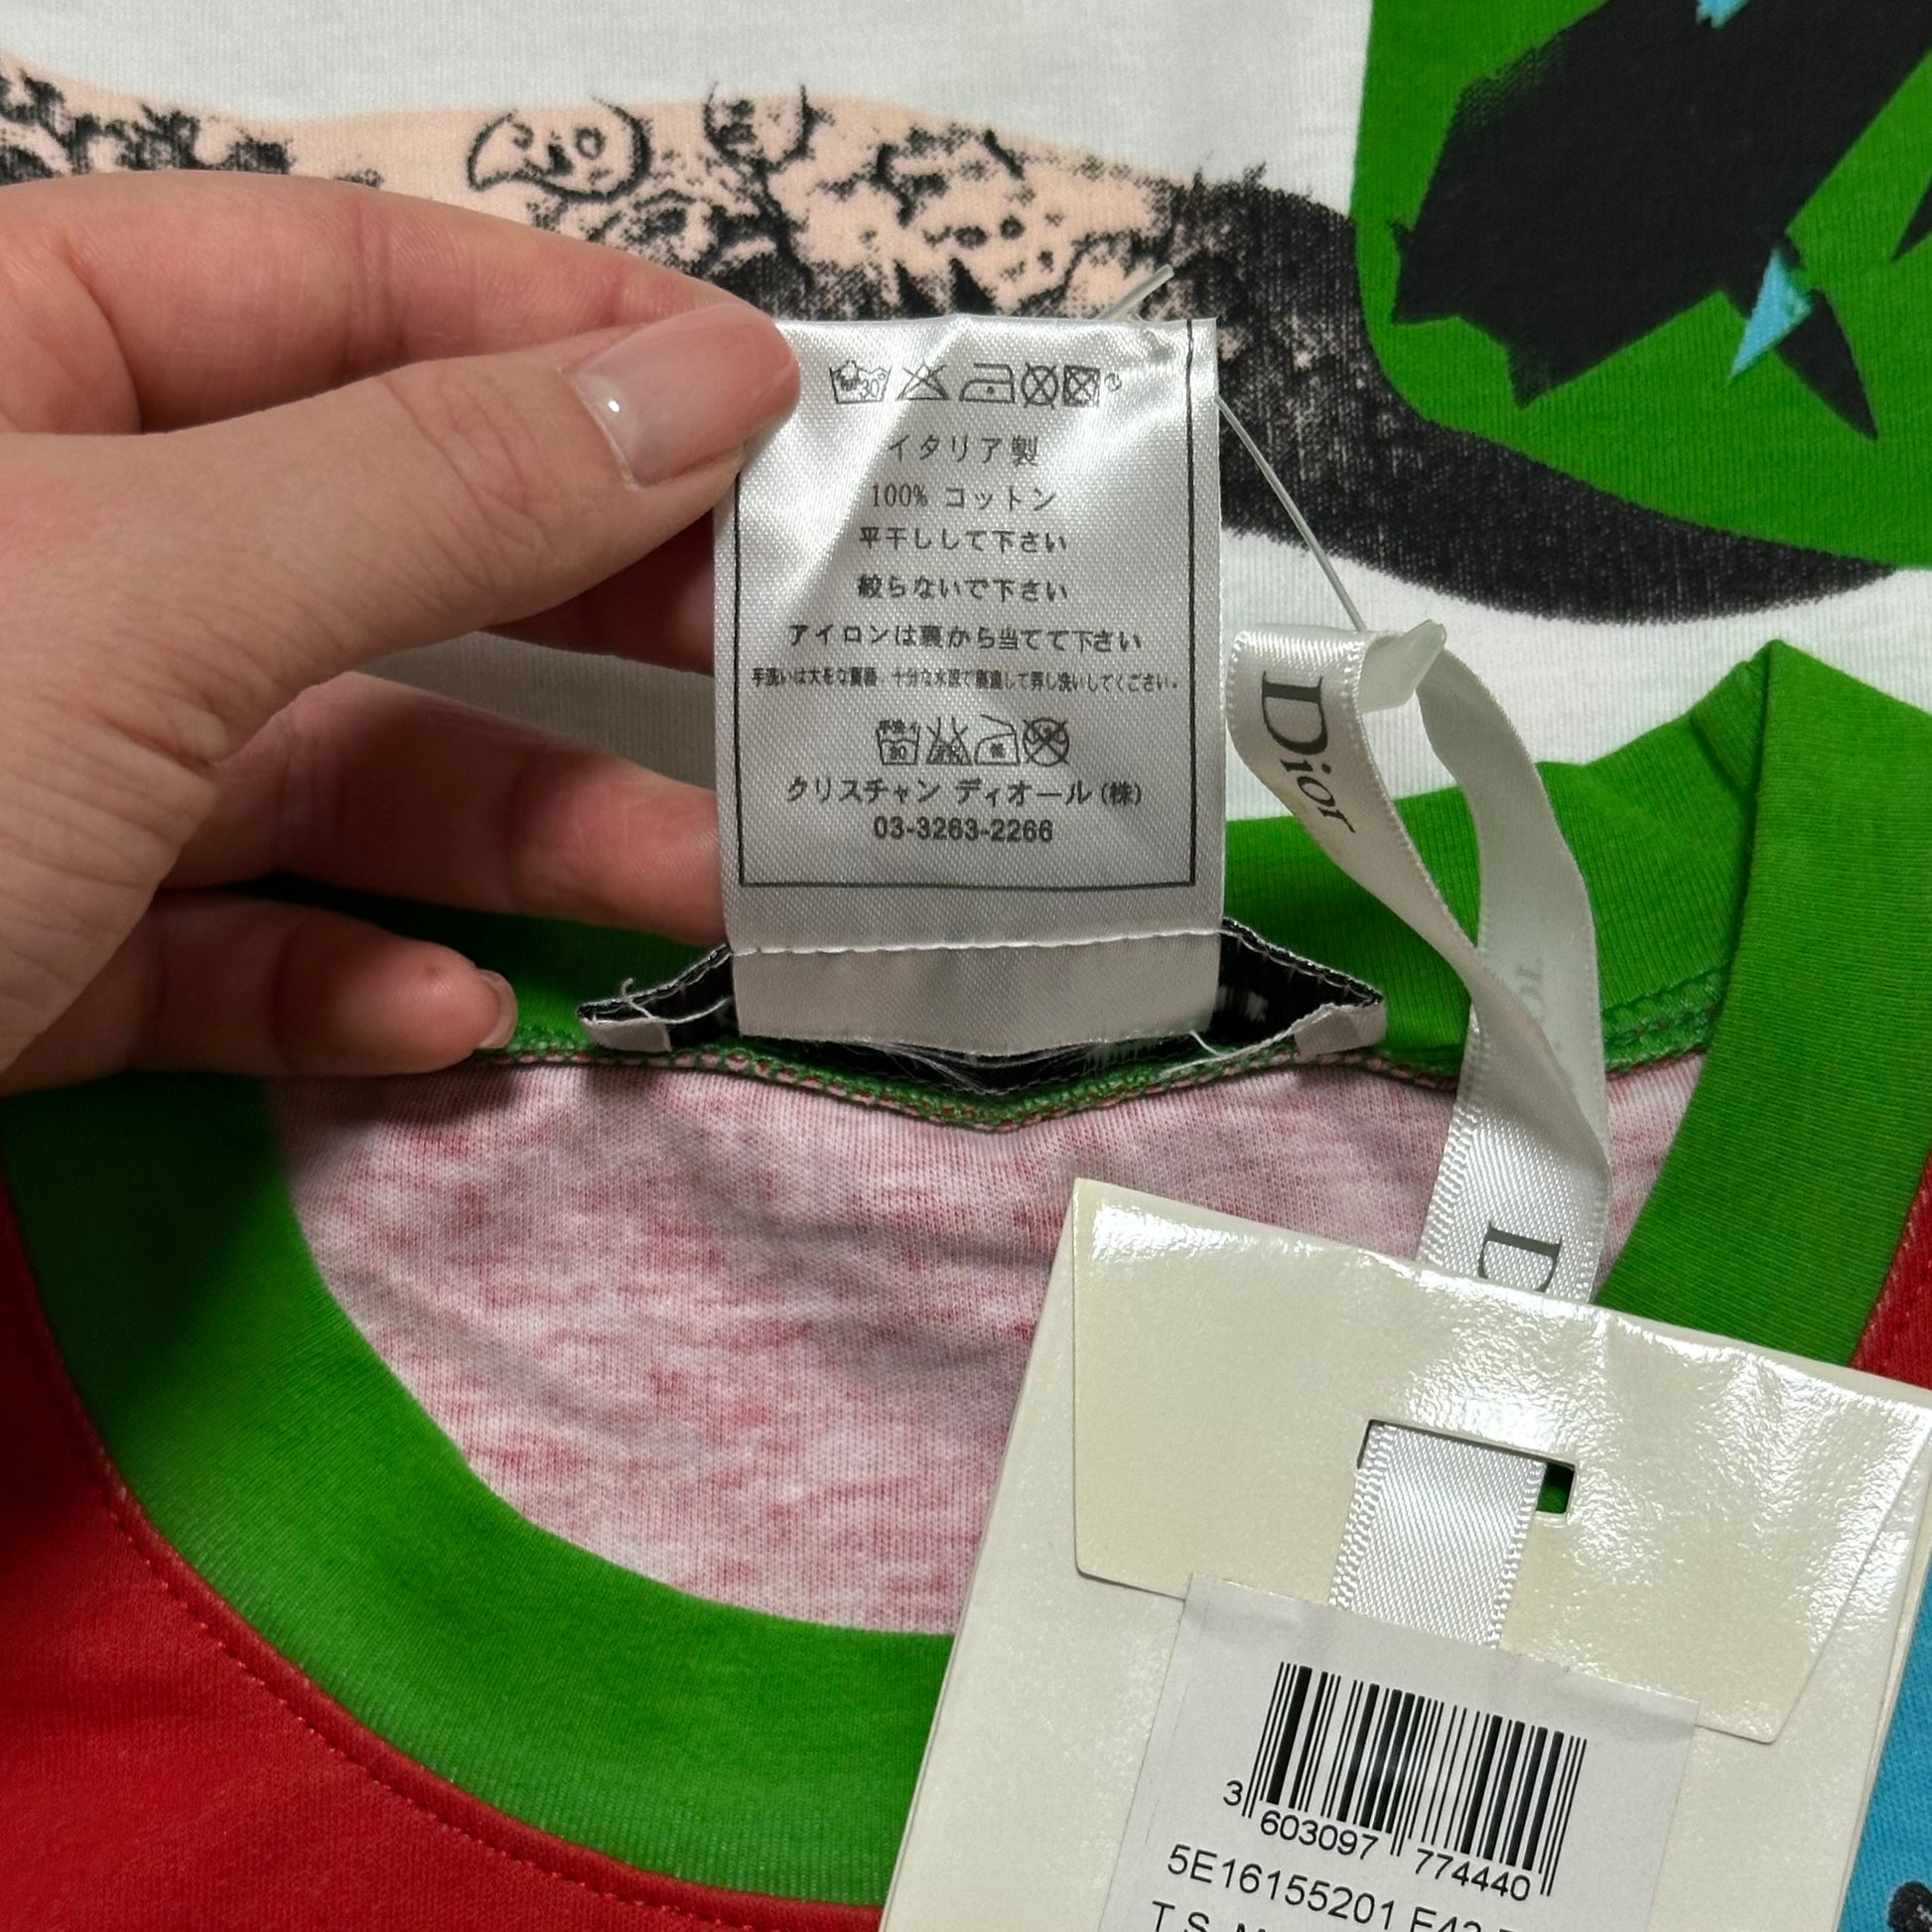 イタリア製
100% コットン
平干しして下さい
絞らないで下さい
アイロンは裏から当てて下さい
クリスチャン ディオール(株)
03-3263-2266
Dior
3 603097 774440
5E16155201